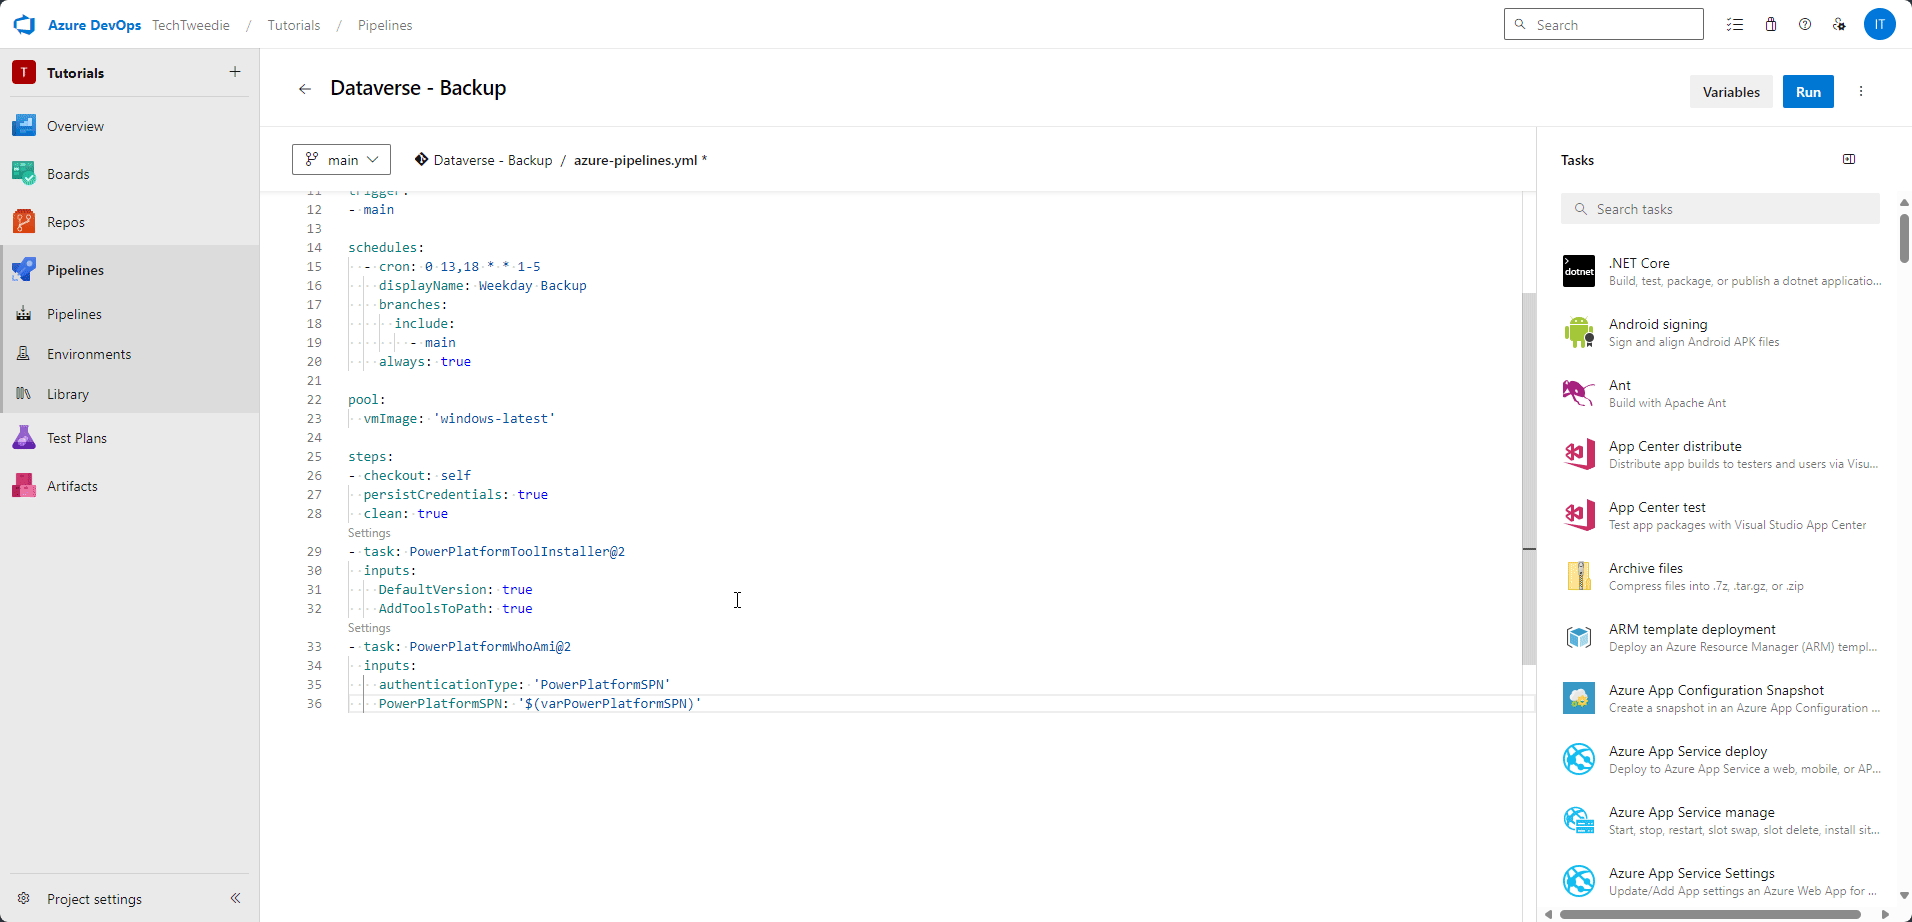 Azure DevOps TechTweedie / Tutorials / Pipelines
Search
IT
T Tutorials +
Overview
Boards
Repos
Pipelines
Pipelines
Environments
Library
Test Plans
Artifacts
Project settings
Dataverse - Backup
Variables
Run
main
Dataverse - Backup / azure-pipelines.yml *
11 trigger:
12 - main
13
14 schedules:
15 - cron: 0 13,18 * * 1-5
16 displayName: Weekday Backup
17 branches:
18 include:
19 - main
20 always: true
21
22 pool:
23 vmImage: 'windows-latest'
24
25 steps:
26 - checkout: self
27 persistCredentials: true
28 clean: true
Settings
29 - task: PowerPlatformToolInstaller@2
30 inputs:
31 DefaultVersion: true
32 AddToolsToPath: true
Settings
33 - task: PowerPlatformWhoAmi@2
34 inputs:
35 authenticationType: 'PowerPlatformSPN'
36 PowerPlatformSPN: '$(varPowerPlatformSPN)'
Tasks
Search tasks
dotnet
.NET Core
Build, test, package, or publish a dotnet applicatio...
Android signing
Sign and align Android APK files
Ant
Build with Apache Ant
App Center distribute
Distribute app builds to testers and users via Visu...
App Center test
Test app packages with Visual Studio App Center
Archive files
Compress files into .7z, .tar.gz, or .zip
ARM template deployment
Deploy an Azure Resource Manager (ARM) templ...
Azure App Configuration Snapshot
Create a snapshot in an Azure App Configuration ...
Azure App Service deploy
Deploy to Azure App Service a web, mobile, or AP...
Azure App Service manage
Start, stop, restart, slot swap, slot delete, install sit...
Azure App Service Settings
Update/Add App settings an Azure Web App for ...